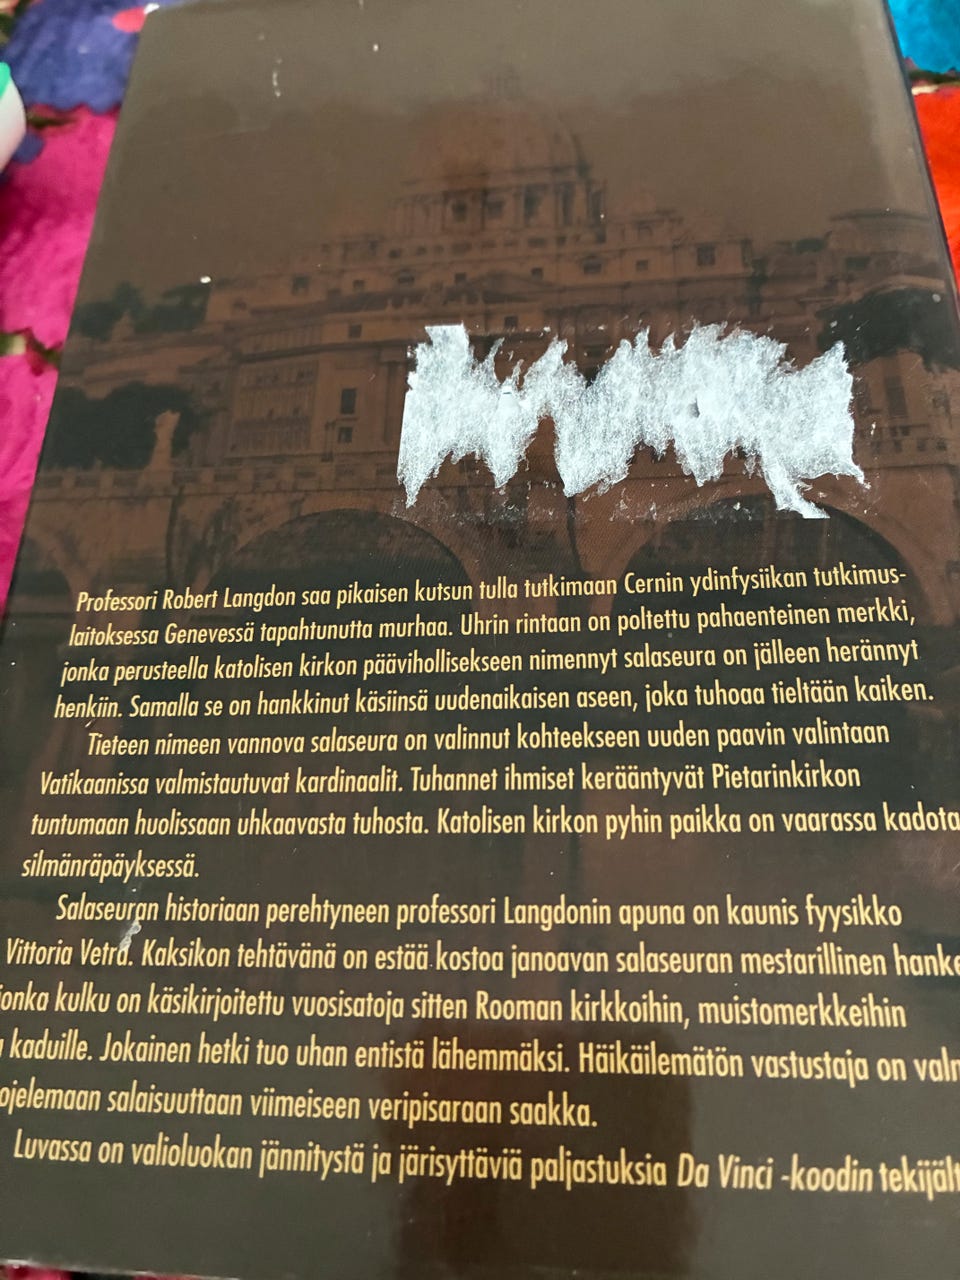 Professori Robert Langdon saa pikaisen kutsun tulla tutkimaan Cernin ydinfysiikan tutkimus-
laitoksessa Genevessä tapahtunutta murhaa. Uhrin rintaan on poltettu pahaenteinen merkki,
jonka perusteella katolisen kirkon päävihollisekseen nimennyt salaseura on jälleen herännyt
henkiin. Samalla se on hankkinut käsiinsä uudenaikaisen aseen, joka tuhoaa tieltään kaiken.
Tieteen nimeen vannova salaseura on valinnut kohteekseen uuden paavin valintaan
Vatikaanissa valmistautuvat kardinaalit. Tuhannet ihmiset kerääntyvät Pietarinkirkon
tuntumaan huolissaan uhkaavasta tuhosta. Katolisen kirkon pyhin paikka on vaarassa kadota
silmänräpäyksessä.
Salaseuran historiaan perehtyneen professori Langdonin apuna on kaunis fyysikko
Vittoria Vetra. Kaksikon tehtävänä on estää kostoa janoavan salaseuran mestarillinen hanke
jonka kulku on käsikirjoitettu vuosisatoja sitten Rooman kirkkoihin, muistomerkkeihin
kaduille. Jokainen hetki tuo uhan entistä lähemmäksi. Häikäilemätön vastustaja on valm
ojelemaan salaisuuttaan viimeiseen veripisaraan saakka.
Luvassa on valioluokan jännitystä ja järisyttäviä paljastuksia Da Vinci -koodin tekijält